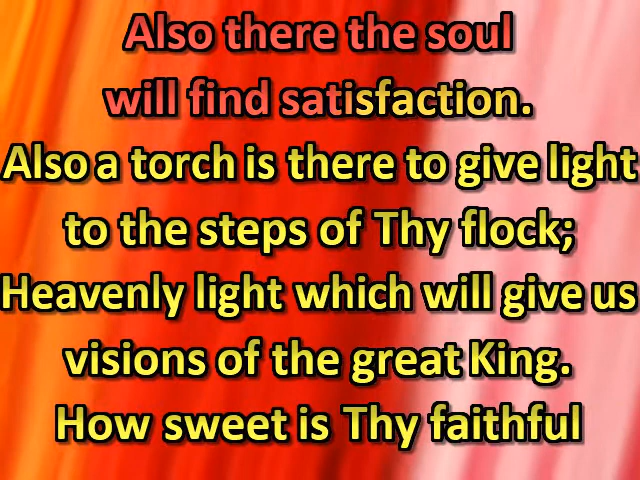 Also there the soul
will find satisfaction.
Also a torch is there to give light
to the steps of Thy flock;
Heavenly light which will give us
visions of the great King.
How sweet is Thy faithful